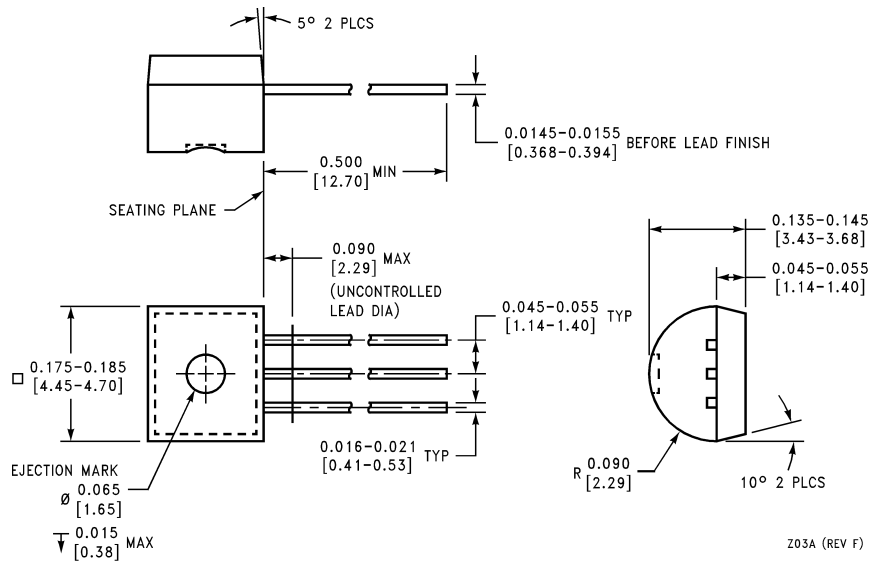 5° 2 PLCS
0.0145–0.0155
[0.368–0.394] BEFORE LEAD FINISH
0.500
[12.70] MIN
SEATING PLANE
0.135–0.145
[3.43–3.68]
0.090
[2.29] MAX
(UNCONTROLLED
LEAD DIA)
0.045–0.055
[1.14–1.40]
0.045–0.055
[1.14–1.40] TYP
0.175–0.185
[4.45–4.70]
0.016–0.021
[0.41–0.53] TYP
EJECTION MARK
Ø 0.065
[1.65]
0.015
[0.38] MAX
R 0.090
[2.29]
10° 2 PLCS
Z03A (REV F)